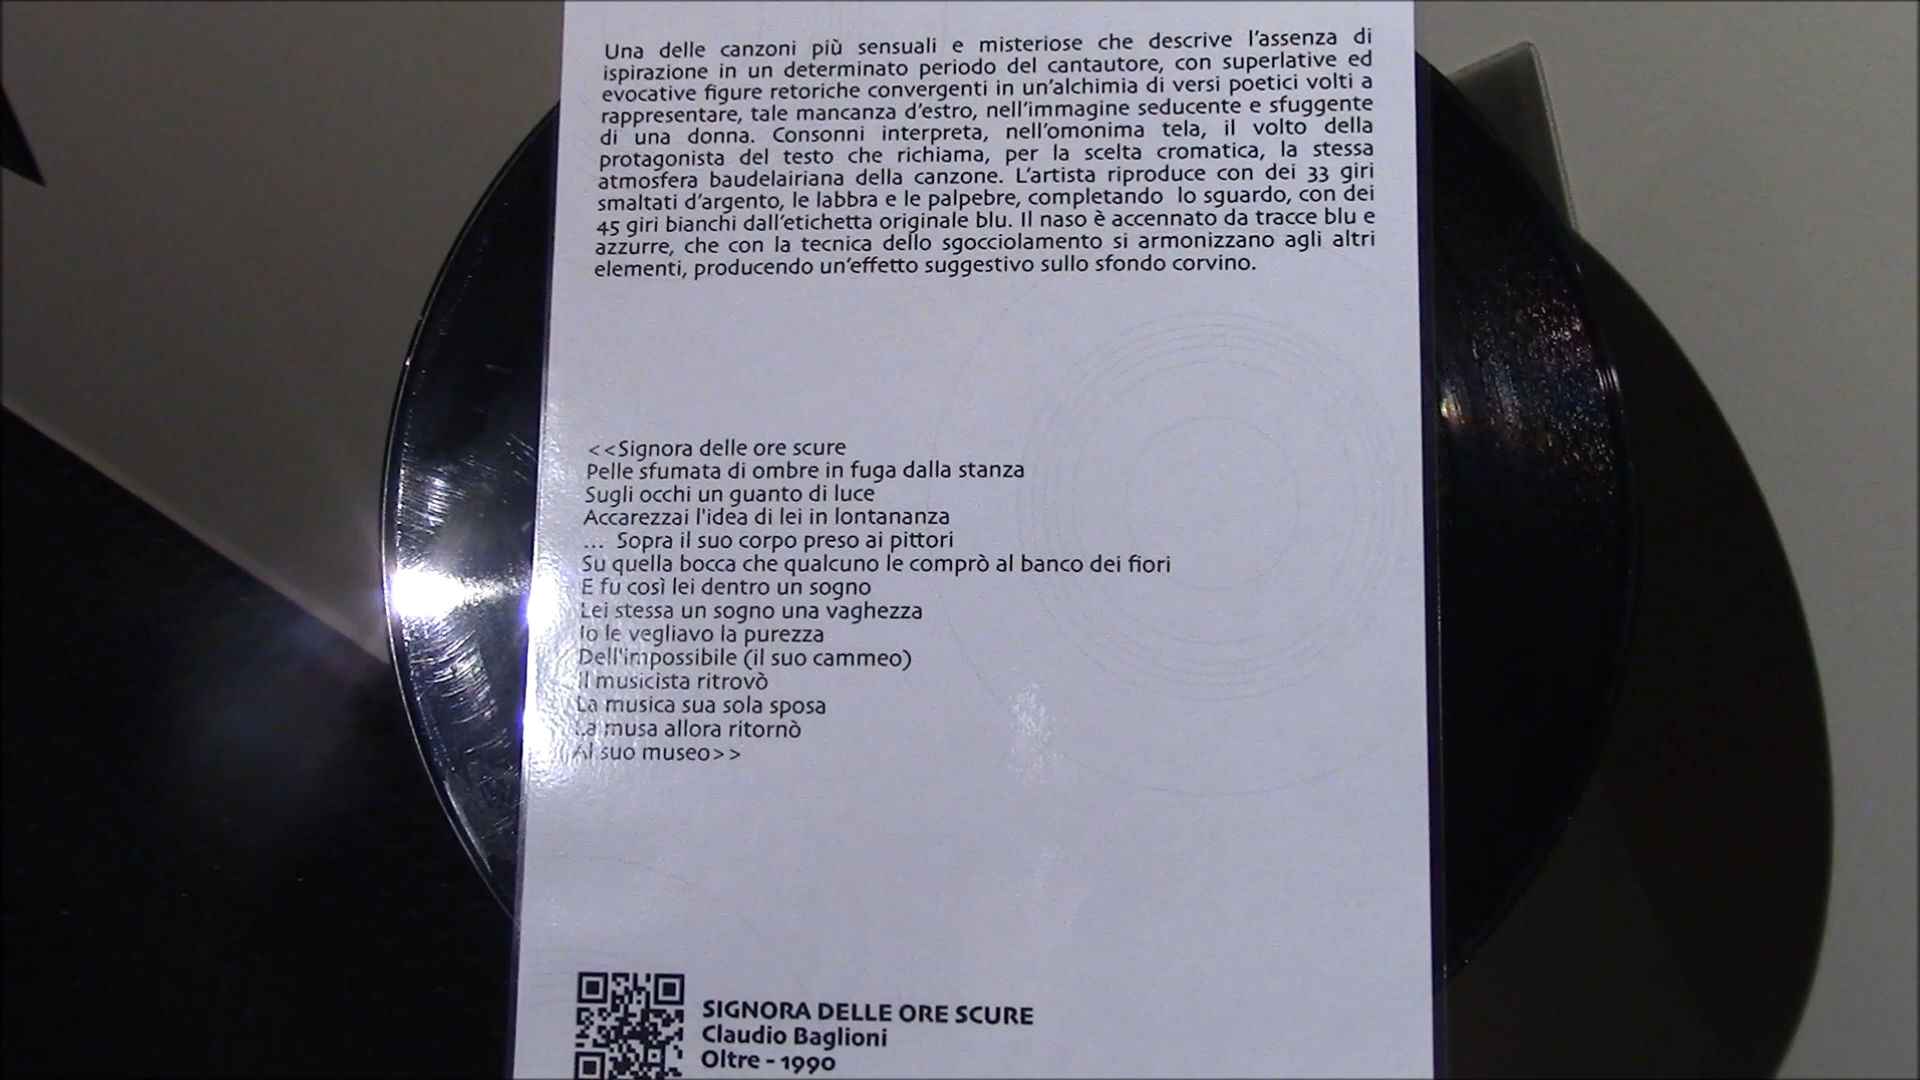 Una delle canzoni più sensuali e misteriose che descrive l'assenza di
ispirazione in un determinato periodo del cantautore, con superlative ed
evocative figure retoriche convergenti in un'alchimia di versi poetici volti a
rappresentare, tale mancanza d'estro, nell'immagine seducente e sfuggente
di una donna. Consonni interpreta, nell'omonima tela, il volto della
protagonista del testo che richiama, per la scelta cromatica, la stessa
atmosfera baudelairiana della canzone. L'artista riproduce con dei 33 giri
smaltati d'argento, le labbra e le palpebre, completando lo sguardo, con dei
45 giri bianchi dall'etichetta originale blu. Il naso è accennato da tracce blu e
azzurre, che con la tecnica dello sgocciolamento si armonizzano agli altri
elementi, producendo un'effetto suggestivo sullo sfondo corvino.
<<Signora delle ore scure
Pelle sfumata di ombre in fuga dalla stanza
Sugli occhi un guanto di luce
Accarezzai l'idea di lei in lontananza
... Sopra il suo corpo preso ai pittori
Su quella bocca che qualcuno le comprò al banco dei fiori
E fu così lei dentro un sogno
Lei stessa un sogno una vaghezza
Io le vegliavo la purezza
Dell'impossibile (il suo cammeo)
Il musicista ritrovò
La musica sua sola sposa
La musa allora ritornò
Al suo museo>>
SIGNORA DELLE ORE SCURE
Claudio Baglioni
Oltre - 1990